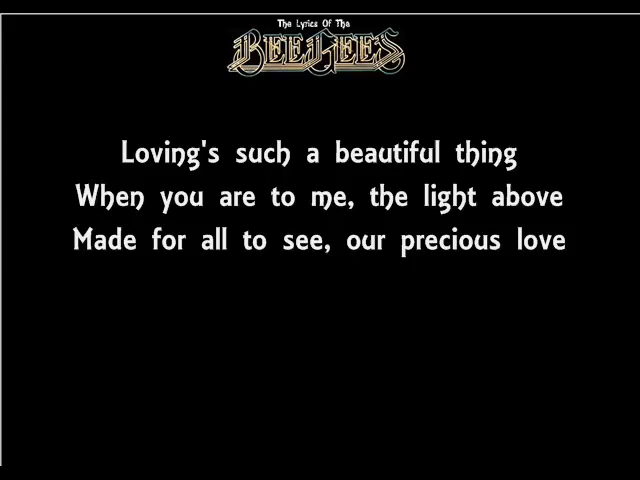 The Lyrics Of Tha
BEE GEES
Loving's such a beautiful thing
When you are to me, the light above
Made for all to see, our precious love